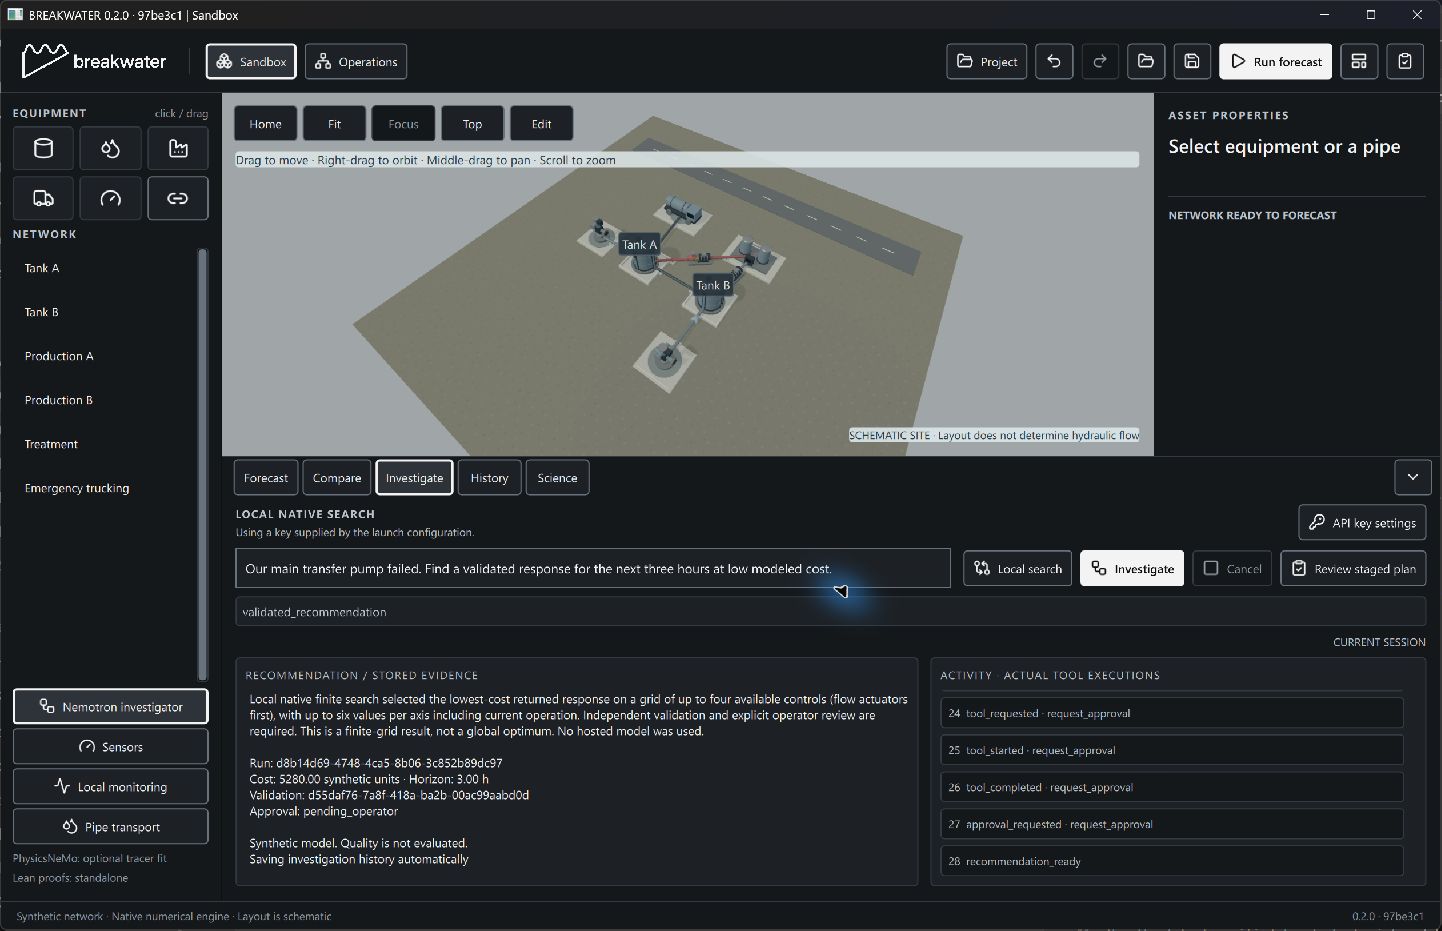 BREAKWATER 0.2.0 · 97be3c1 | Sandbox
breakwater
Sandbox
Operations
Project
Run forecast
EQUIPMENT
click / drag
NETWORK
Tank A
Tank B
Production A
Production B
Treatment
Emergency trucking
Nemotron investigator
Sensors
Local monitoring
Pipe transport
PhysicsNeMo: optional tracer fit
Lean proofs: standalone
Home
Fit
Focus
Top
Edit
Drag to move · Right-drag to orbit · Middle-drag to pan · Scroll to zoom
Tank A
Tank B
SCHEMATIC SITE · Layout does not determine hydraulic flow
ASSET PROPERTIES
Select equipment or a pipe
NETWORK READY TO FORECAST
Forecast
Compare
Investigate
History
Science
LOCAL NATIVE SEARCH
Using a key supplied by the launch configuration.
API key settings
Our main transfer pump failed. Find a validated response for the next three hours at low modeled cost.
Local search
Investigate
Cancel
Review staged plan
validated_recommendation
CURRENT SESSION
RECOMMENDATION / STORED EVIDENCE
Local native finite search selected the lowest-cost returned response on a grid of up to four available controls (flow actuators
first), with up to six values per axis including current operation. Independent validation and explicit operator review are
required. This is a finite-grid result, not a global optimum. No hosted model was used.
Run: d8b14d69-4748-4ca5-8b06-3c852b89dc97
Cost: 5280.00 synthetic units · Horizon: 3.00 h
Validation: d55daf76-7a8f-418a-ba2b-00ac99aabd0d
Approval: pending_operator
Synthetic model. Quality is not evaluated.
Saving investigation history automatically
ACTIVITY · ACTUAL TOOL EXECUTIONS
24 tool_requested · request_approval
25 tool_started · request_approval
26 tool_completed · request_approval
27 approval_requested · request_approval
28 recommendation_ready
Synthetic network · Native numerical engine · Layout is schematic
0.2.0 · 97be3c1